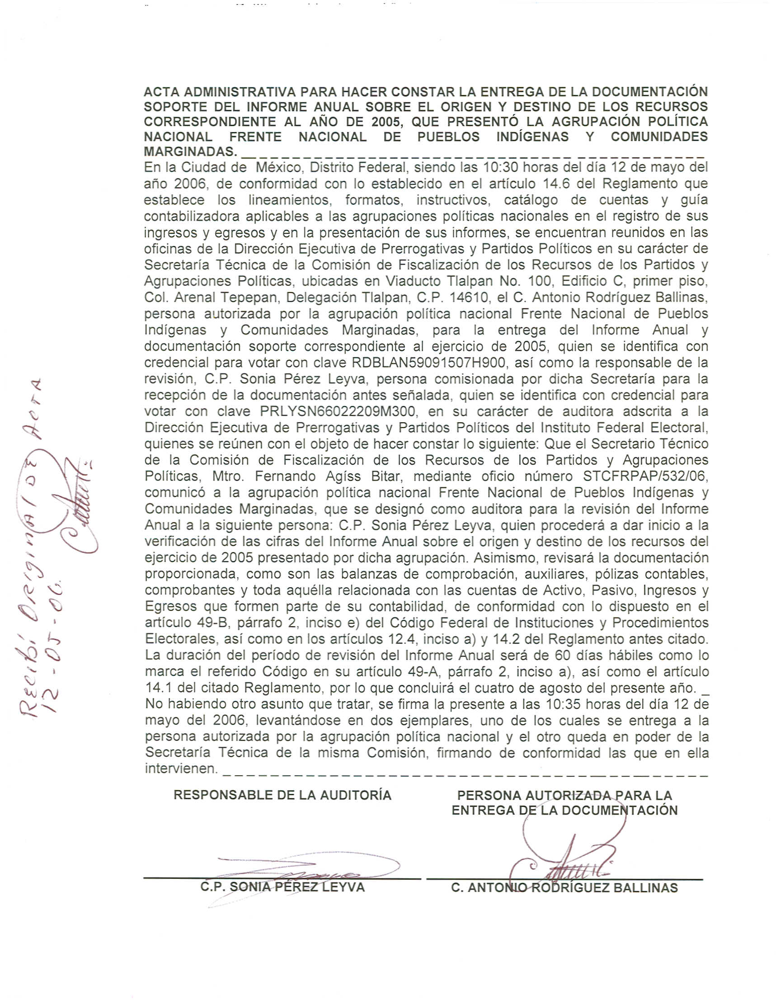 ACTA ADMINISTRATIVA PARA HACER CONSTAR LA ENTREGA DE LA DOCUMENTACIÓN
SOPORTE DEL INFORME ANUAL SOBRE EL ORIGEN Y DESTINO DE LOS RECURSOS
CORRESPONDIENTE AL AÑO DE 2005, QUE PRESENTÓ LA AGRUPACIÓN POLÍTICA
NACIONAL FRENTE NACIONAL DE PUEBLOS INDÍGENAS Y COMUNIDADES
MARGINADAS.
En la Ciudad de México, Distrito Federal, siendo las 10:30 horas del día 12 de mayo del
año 2006, de conformidad con lo establecido en el artículo 14.6 del Reglamento que
establece los lineamientos, formatos, instructivos, catálogo de cuentas y guía
contabilizadora aplicables a las agrupaciones políticas nacionales en el registro de sus
ingresos y egresos y en la presentación de sus informes, se encuentran reunidos en las
oficinas de la Dirección Ejecutiva de Prerrogativas y Partidos Políticos en su carácter de
Secretaría Técnica de la Comisión de Fiscalización de los Recursos de los Partidos y
Agrupaciones Políticas, ubicadas en Viaducto Tlalpan No. 100, Edificio C, primer piso,
Col. Arenal Tepepan, Delegación Tlalpan, C.P. 14610, el C. Antonio Rodríguez Ballinas,
persona autorizada por la agrupación política nacional Frente Nacional de Pueblos
Indígenas y Comunidades Marginadas, para la entrega del Informe Anual y
documentación soporte correspondiente al ejercicio de 2005, quien se identifica con
credencial para votar con clave RDBLAN59091507H900, así como la responsable de la
revisión, C.P. Sonia Pérez Leyva, persona comisionada por dicha Secretaría para la
recepción de la documentación antes señalada, quien se identifica con credencial para
votar con clave PRLYSN66022209M300, en su carácter de auditora adscrita a la
Dirección Ejecutiva de Prerrogativas y Partidos Políticos del Instituto Federal Electoral,
quienes se reúnen con el objeto de hacer constar lo siguiente: Que el Secretario Técnico
de la Comisión de Fiscalización de los Recursos de los Partidos y Agrupaciones
Políticas, Mtro. Fernando Agíss Bitar, mediante oficio número STCFRPAP/532/06,
comunicó a la agrupación política nacional Frente Nacional de Pueblos Indígenas y
Comunidades Marginadas, que se designó como auditora para la revisión del Informe
Anual a la siguiente persona: C.P. Sonia Pérez Leyva, quien procederá a dar inicio a la
verificación de las cifras del Informe Anual sobre el origen y destino de los recursos del
ejercicio de 2005 presentado por dicha agrupación. Asimismo, revisará la documentación
proporcionada, como son las balanzas de comprobación, auxiliares, pólizas contables,
comprobantes y toda aquélla relacionada con las cuentas de Activo, Pasivo, Ingresos y
Egresos que formen parte de su contabilidad, de conformidad con lo dispuesto en el
artículo 49-B, párrafo 2, inciso e) del Código Federal de Instituciones y Procedimientos
Electorales, así como en los artículos 12.4, inciso a) y 14.2 del Reglamento antes citado.
La duración del período de revisión del Informe Anual será de 60 días hábiles como lo
marca el referido Código en su artículo 49-A, párrafo 2, inciso a), así como el artículo
14.1 del citado Reglamento, por lo que concluirá el cuatro de agosto del presente año. _
No habiendo otro asunto que tratar, se firma la presente a las 10:35 horas del día 12 de
mayo del 2006, levantándose en dos ejemplares, uno de los cuales se entrega a la
persona autorizada por la agrupación política nacional y el otro queda en poder de la
Secretaría Técnica de la misma Comisión, firmando de conformidad las que en ella
intervienen.
RESPONSABLE DE LA AUDITORÍA
PERSONA AUTORIZADA PARA LA
ENTREGA DE LA DOCUMENTACIÓN
C.P. SONIA PÉREZ LEYVA
C. ANTONIO RODRÍGUEZ BALLINAS
Recibí Original DE Acta
12-05-06.